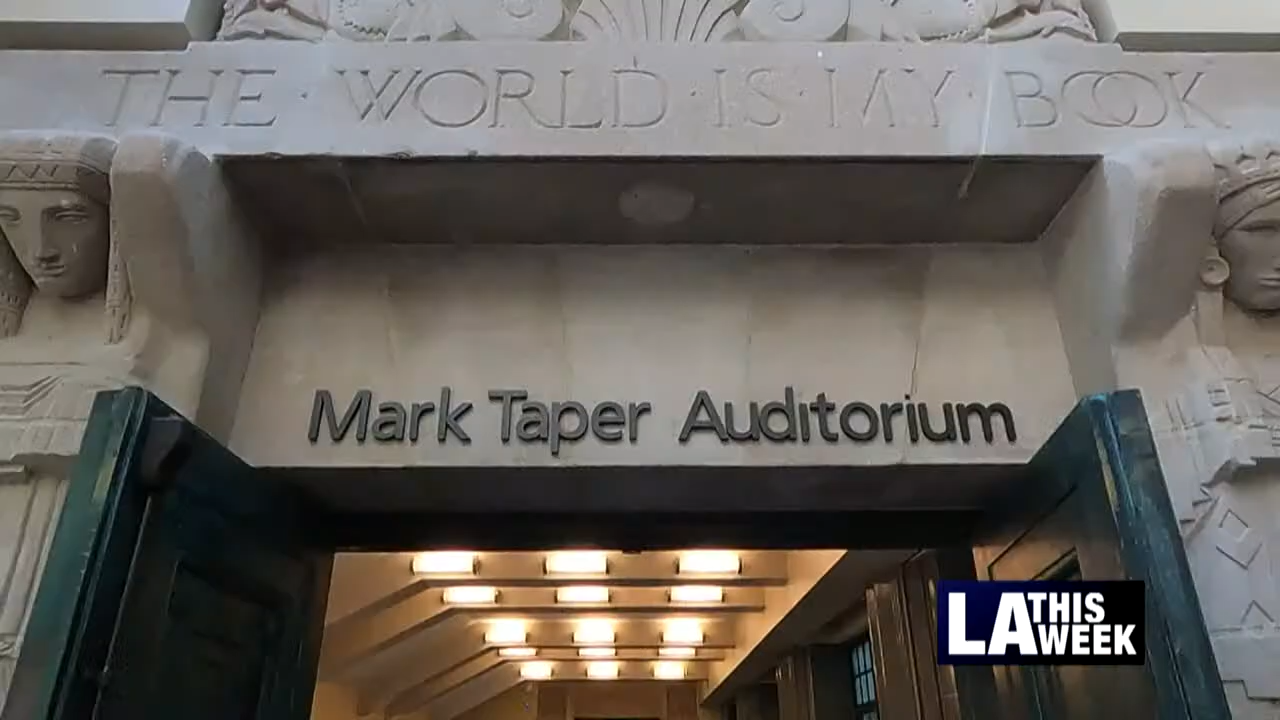 THE · WORLD · IS · MY · BOOK
Mark Taper Auditorium
LA THIS WEEK